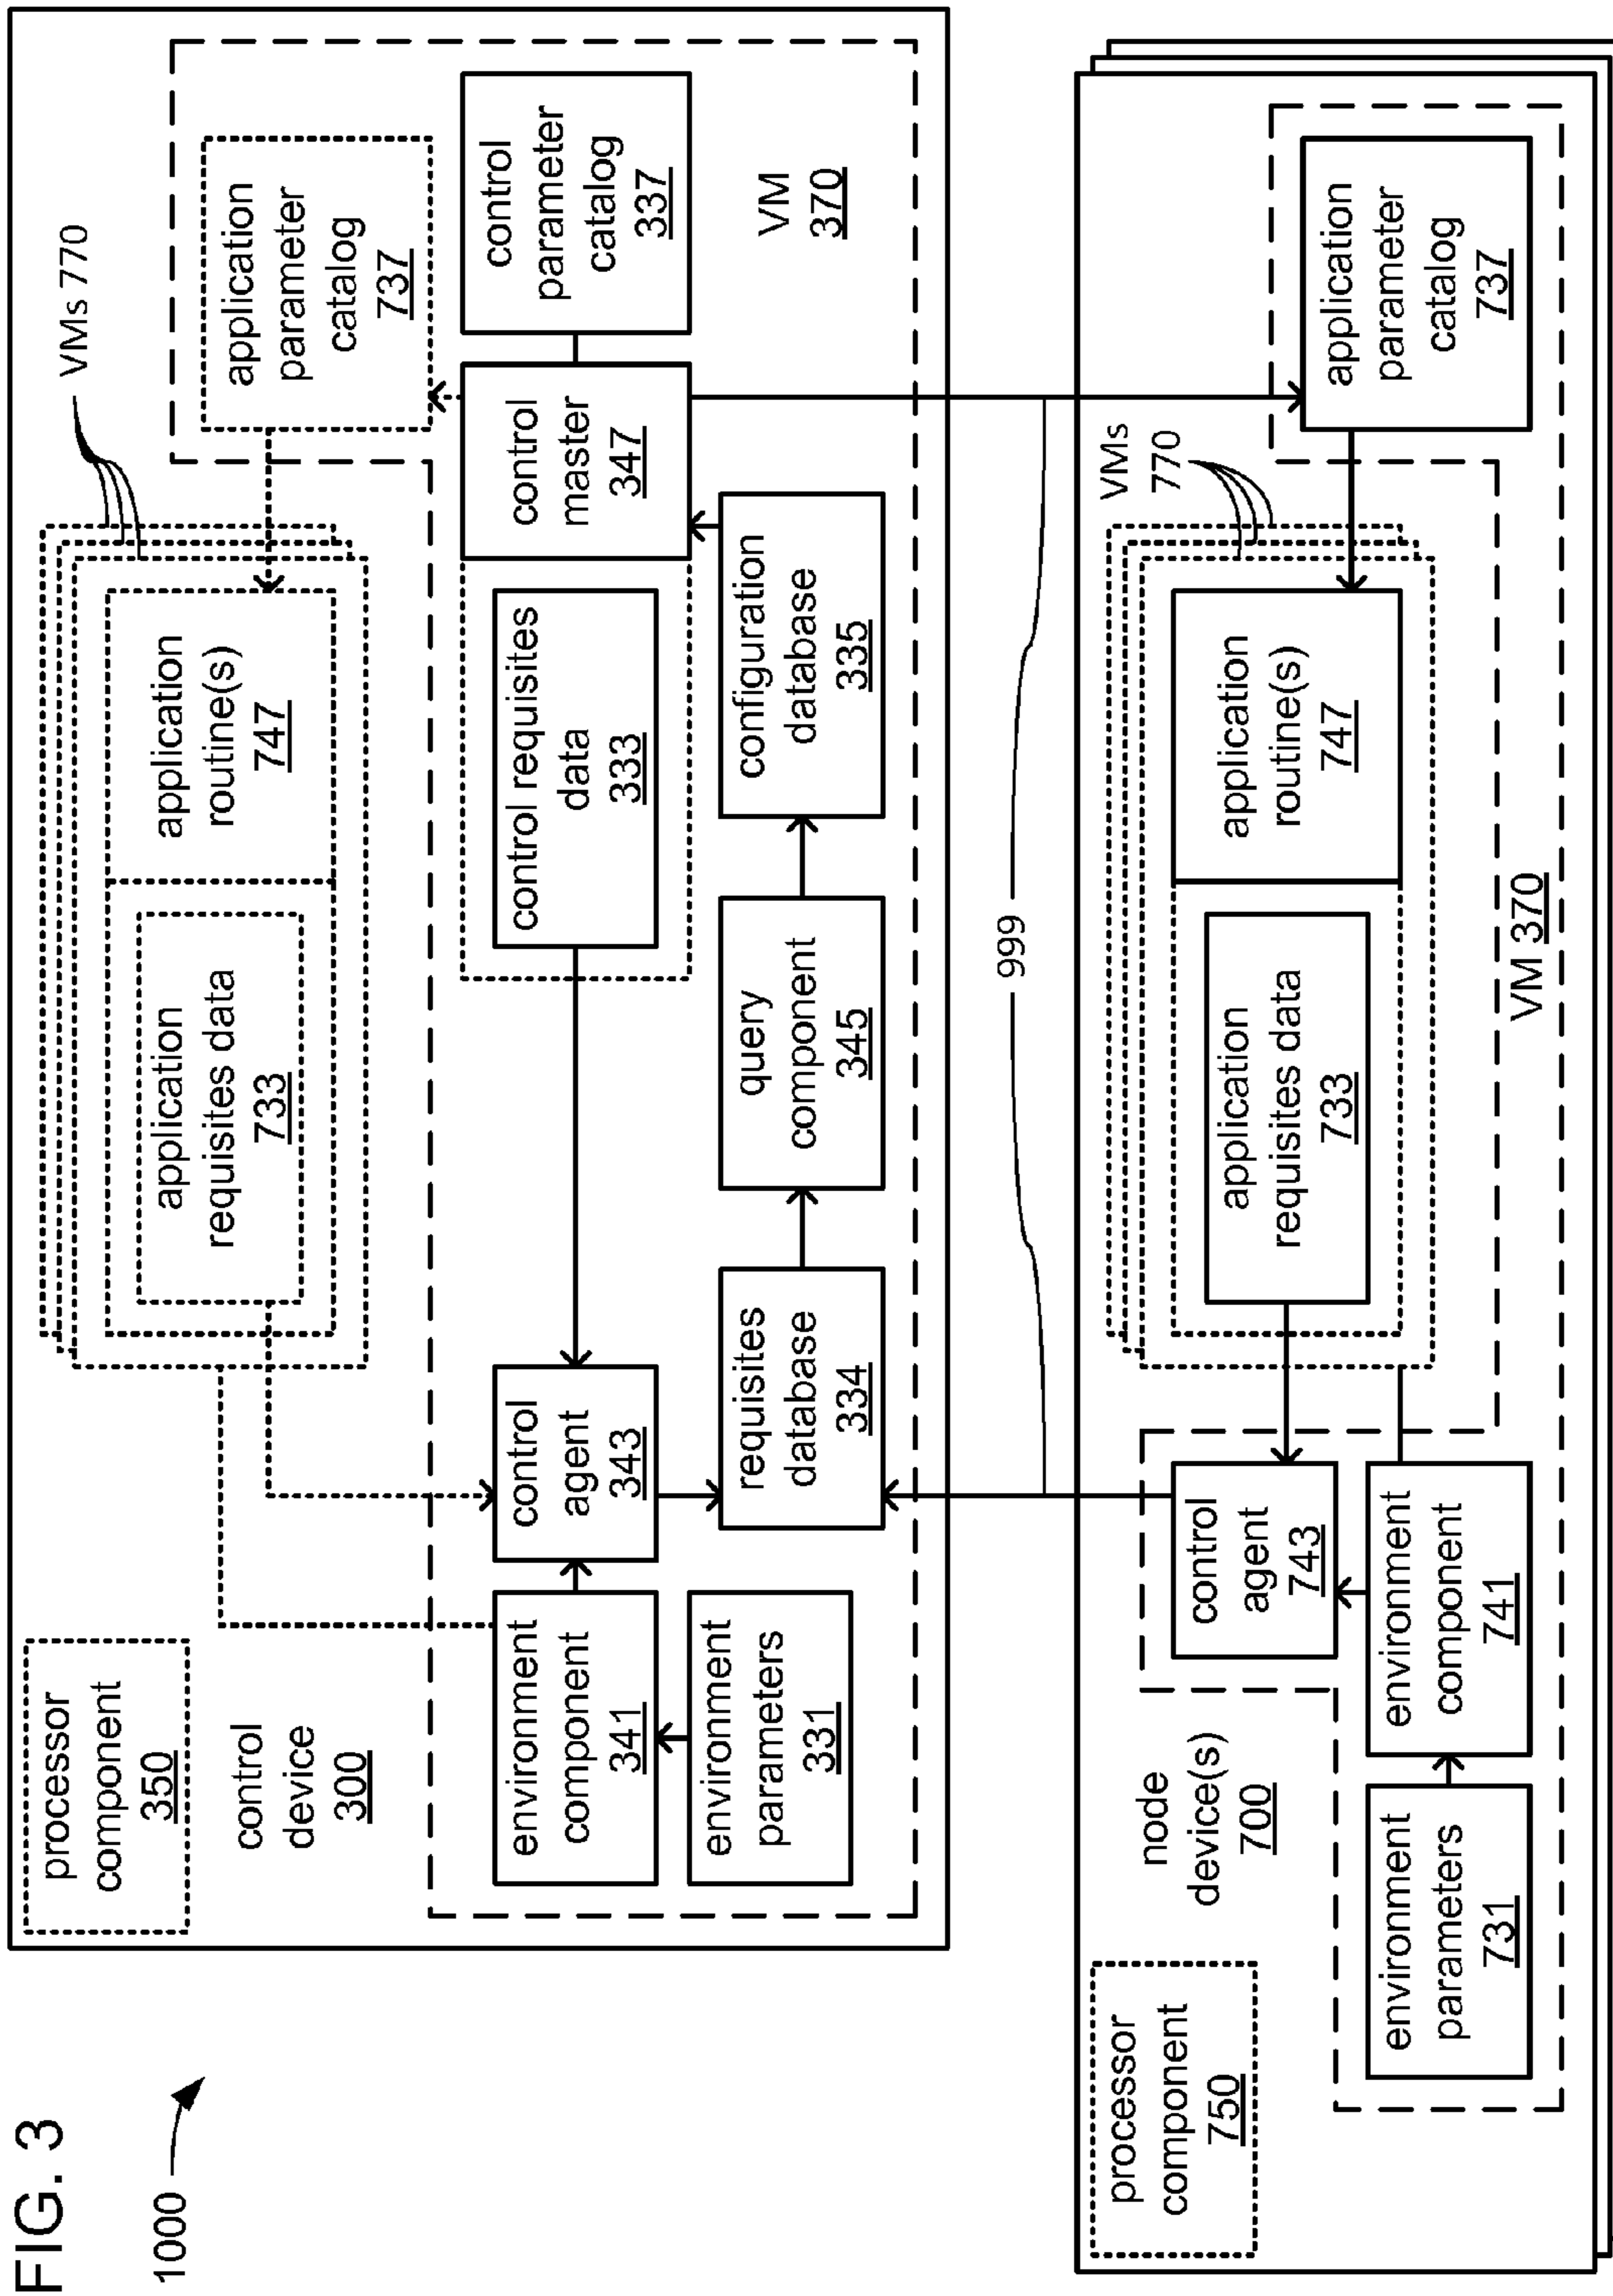 FIG. 3
1000
processor
component
350
control
device
300
VMs 770
application
requisites data
733
application
routine(s)
747
application
parameter
catalog
737
environment
component
341
environment
parameters
331
control
agent
343
requisites
database
334
control requisites
data
333
query
component
345
configuration
database
335
control
master
347
control
parameter
catalog
337
VM
370
999
processor
component
750
node
device(s)
700
environment
parameters
731
environment
component
741
control
agent
743
VMs
770
application
requisites data
733
application
routine(s)
747
application
parameter
catalog
737
VM 370